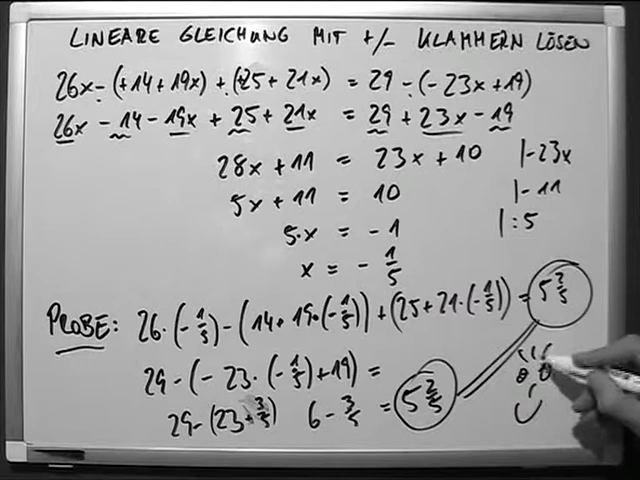 LINEARE GLEICHUNG MIT +/- KLAMMERN LÖSEN
26x - (+14 + 19x) + (+25 + 21x) = 29 - (-23x + 19)
26x - 14 - 19x + 25 + 21x = 29 + 23x - 19
28x + 11 = 23x + 10 |-23x
5x + 11 = 10 |-11
5·x = -1 |:5
x = - 1/5
PROBE: 26·(-1/5) - (14 + 19·(-1/5)) + (25 + 21·(-1/5)) = 5 2/5
29 - (-23·(-1/5) + 19) =
29 - (23 + 3/5) 6 - 3/5 = 5 2/5